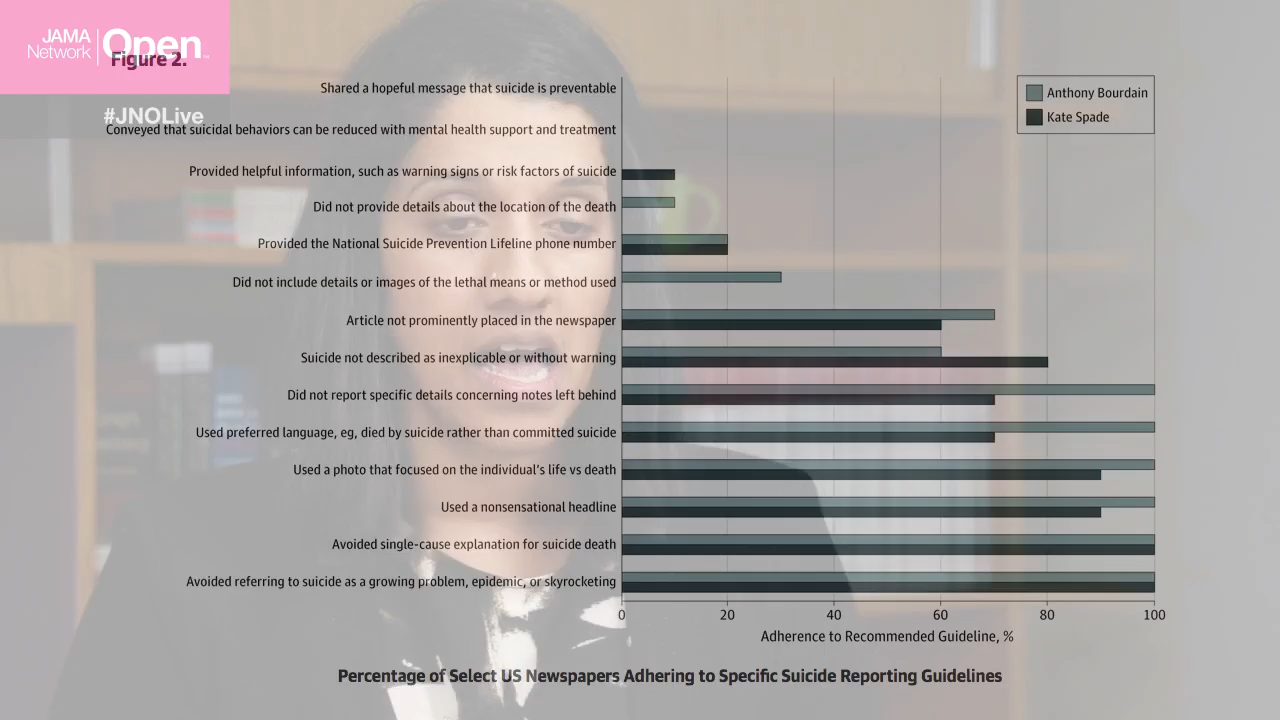 JAMA
Network
Open
Figure 2.
#JNOLive
Shared a hopeful message that suicide is preventable
Conveyed that suicidal behaviors can be reduced with mental health support and treatment
Provided helpful information, such as warning signs or risk factors of suicide
Did not provide details about the location of the death
Provided the National Suicide Prevention Lifeline phone number
Did not include details or images of the lethal means or method used
Article not prominently placed in the newspaper
Suicide not described as inexplicable or without warning
Did not report specific details concerning notes left behind
Used preferred language, eg, died by suicide rather than committed suicide
Used a photo that focused on the individual's life vs death
Used a nonsensational headline
Avoided single-cause explanation for suicide death
Avoided referring to suicide as a growing problem, epidemic, or skyrocketing
Anthony Bourdain
Kate Spade
0 20 40 60 80 100
Adherence to Recommended Guideline, %
Percentage of Select US Newspapers Adhering to Specific Suicide Reporting Guidelines